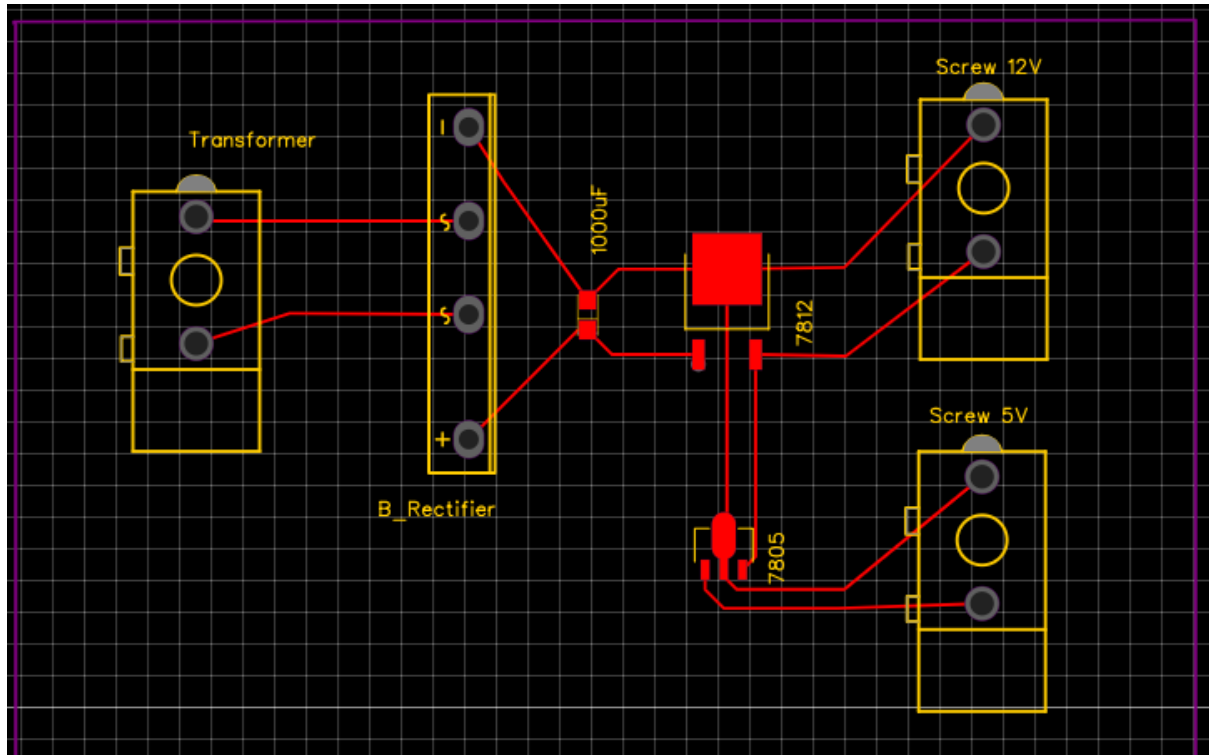 Screw 12V
Transformer
1000uF
7812
Screw 5V
B_Rectifier
7805